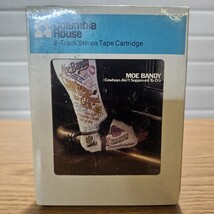 Columbia
House
8-Track Stereo Tape Cartridge
MOE BANDY
Cowboys Ain't Supposed To Cry